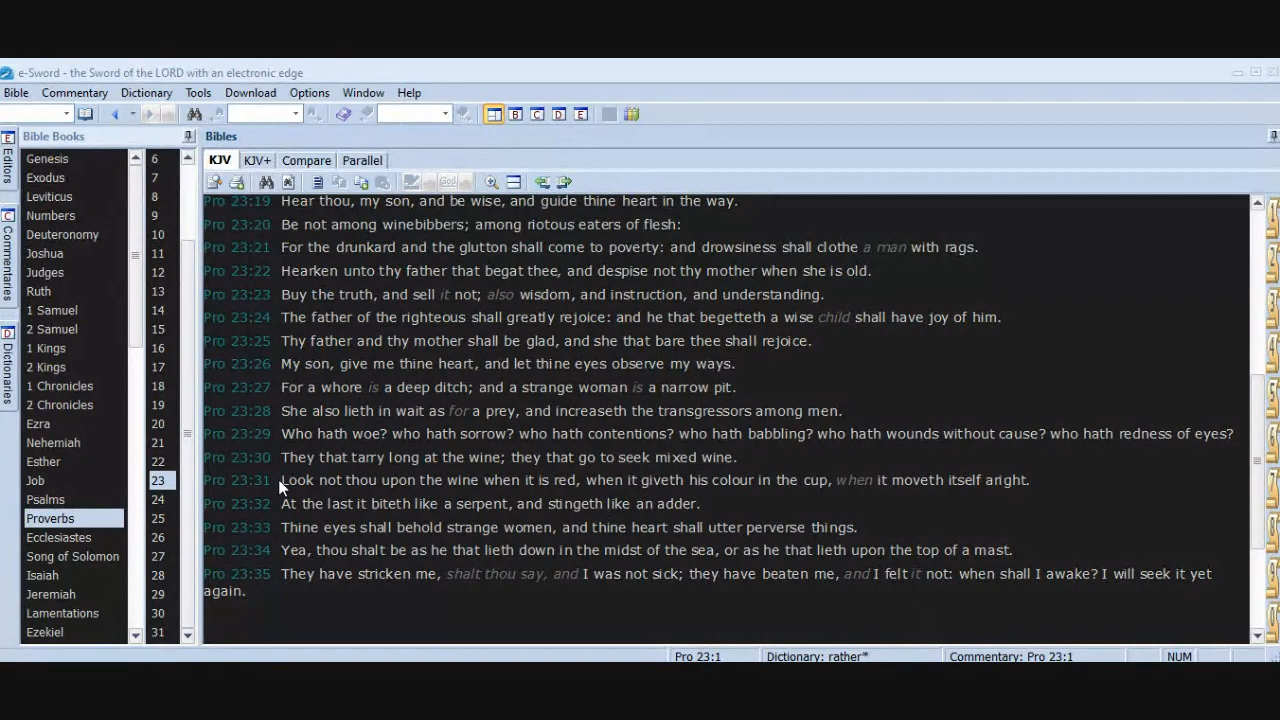 e-Sword - the Sword of the LORD with an electronic edge
Bible Commentary Dictionary Tools Download Options Window Help
B C D E
Bible Books
Bibles
E Editors
C Commentaries
D Dictionaries
Genesis
Exodus
Leviticus
Numbers
Deuteronomy
Joshua
Judges
Ruth
1 Samuel
2 Samuel
1 Kings
2 Kings
1 Chronicles
2 Chronicles
Ezra
Nehemiah
Esther
Job
Psalms
Proverbs
Ecclesiastes
Song of Solomon
Isaiah
Jeremiah
Lamentations
Ezekiel
6
7
8
9
10
11
12
13
14
15
16
17
18
19
20
21
22
23
24
25
26
27
28
29
30
31
KJV KJV+ Compare Parallel
Pro 23:19 Hear thou, my son, and be wise, and guide thine heart in the way.
Pro 23:20 Be not among winebibbers; among riotous eaters of flesh:
Pro 23:21 For the drunkard and the glutton shall come to poverty: and drowsiness shall clothe a man with rags.
Pro 23:22 Hearken unto thy father that begat thee, and despise not thy mother when she is old.
Pro 23:23 Buy the truth, and sell it not; also wisdom, and instruction, and understanding.
Pro 23:24 The father of the righteous shall greatly rejoice: and he that begetteth a wise child shall have joy of him.
Pro 23:25 Thy father and thy mother shall be glad, and she that bare thee shall rejoice.
Pro 23:26 My son, give me thine heart, and let thine eyes observe my ways.
Pro 23:27 For a whore is a deep ditch; and a strange woman is a narrow pit.
Pro 23:28 She also lieth in wait as for a prey, and increaseth the transgressors among men.
Pro 23:29 Who hath woe? who hath sorrow? who hath contentions? who hath babbling? who hath wounds without cause? who hath redness of eyes?
Pro 23:30 They that tarry long at the wine; they that go to seek mixed wine.
Pro 23:31 Look not thou upon the wine when it is red, when it giveth his colour in the cup, when it moveth itself aright.
Pro 23:32 At the last it biteth like a serpent, and stingeth like an adder.
Pro 23:33 Thine eyes shall behold strange women, and thine heart shall utter perverse things.
Pro 23:34 Yea, thou shalt be as he that lieth down in the midst of the sea, or as he that lieth upon the top of a mast.
Pro 23:35 They have stricken me, shalt thou say, and I was not sick; they have beaten me, and I felt it not: when shall I awake? I will seek it yet
again.
Pro 23:1 Dictionary: rather* Commentary: Pro 23:1 NUM